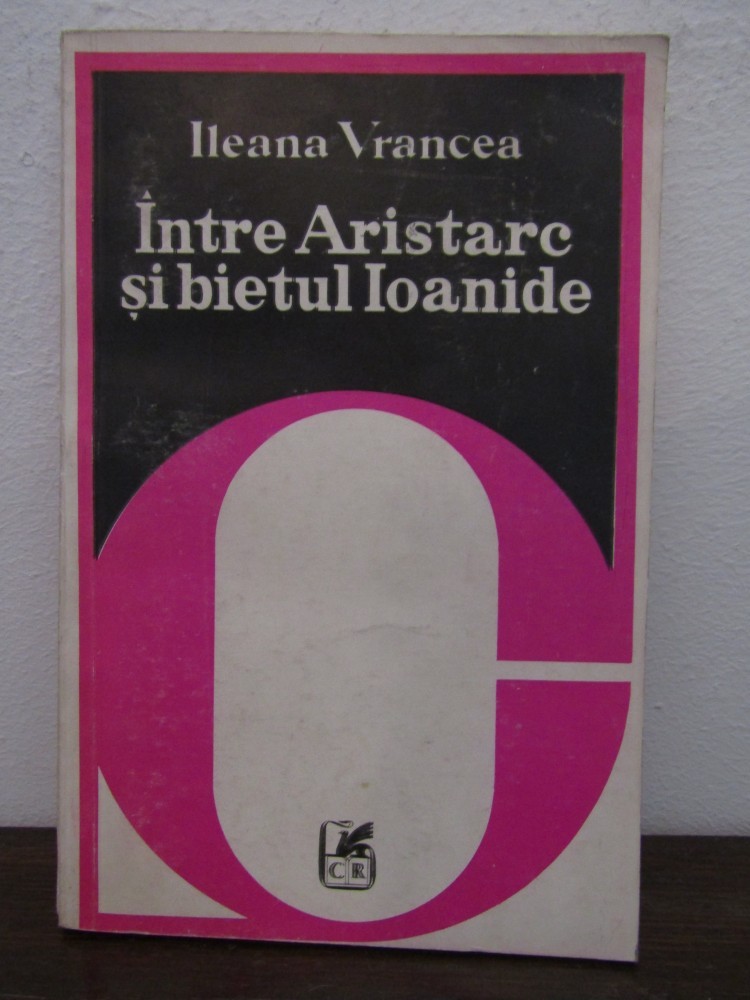 Ileana Vrancea
Între Aristarc
și bietul Ioanide
CR